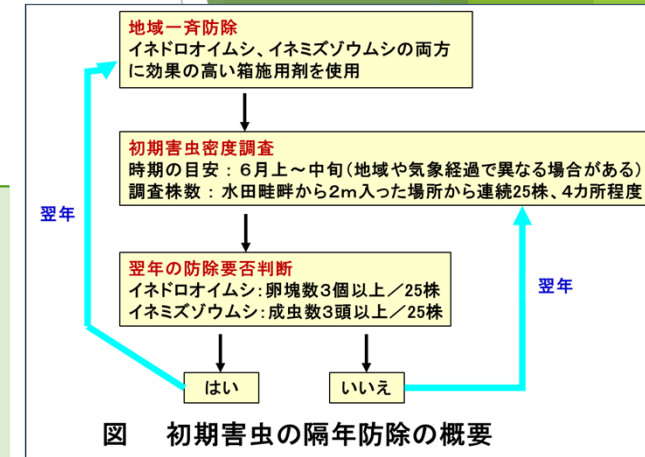 地域一斉防除
イネドロオイムシ、イネミズゾウムシの両方
に効果の高い箱施用剤を使用
初期害虫密度調査
時期の目安：６月上～中旬(地域や気象経過で異なる場合がある)
調査株数：水田畦畔から2ｍ入った場所から連続25株、4カ所程度
翌年
翌年の防除要否判断
イネドロオイムシ：卵塊数３個以上／25株
イネミズゾウムシ：成虫数３頭以上／25株
翌年
はい
いいえ
図　初期害虫の隔年防除の概要